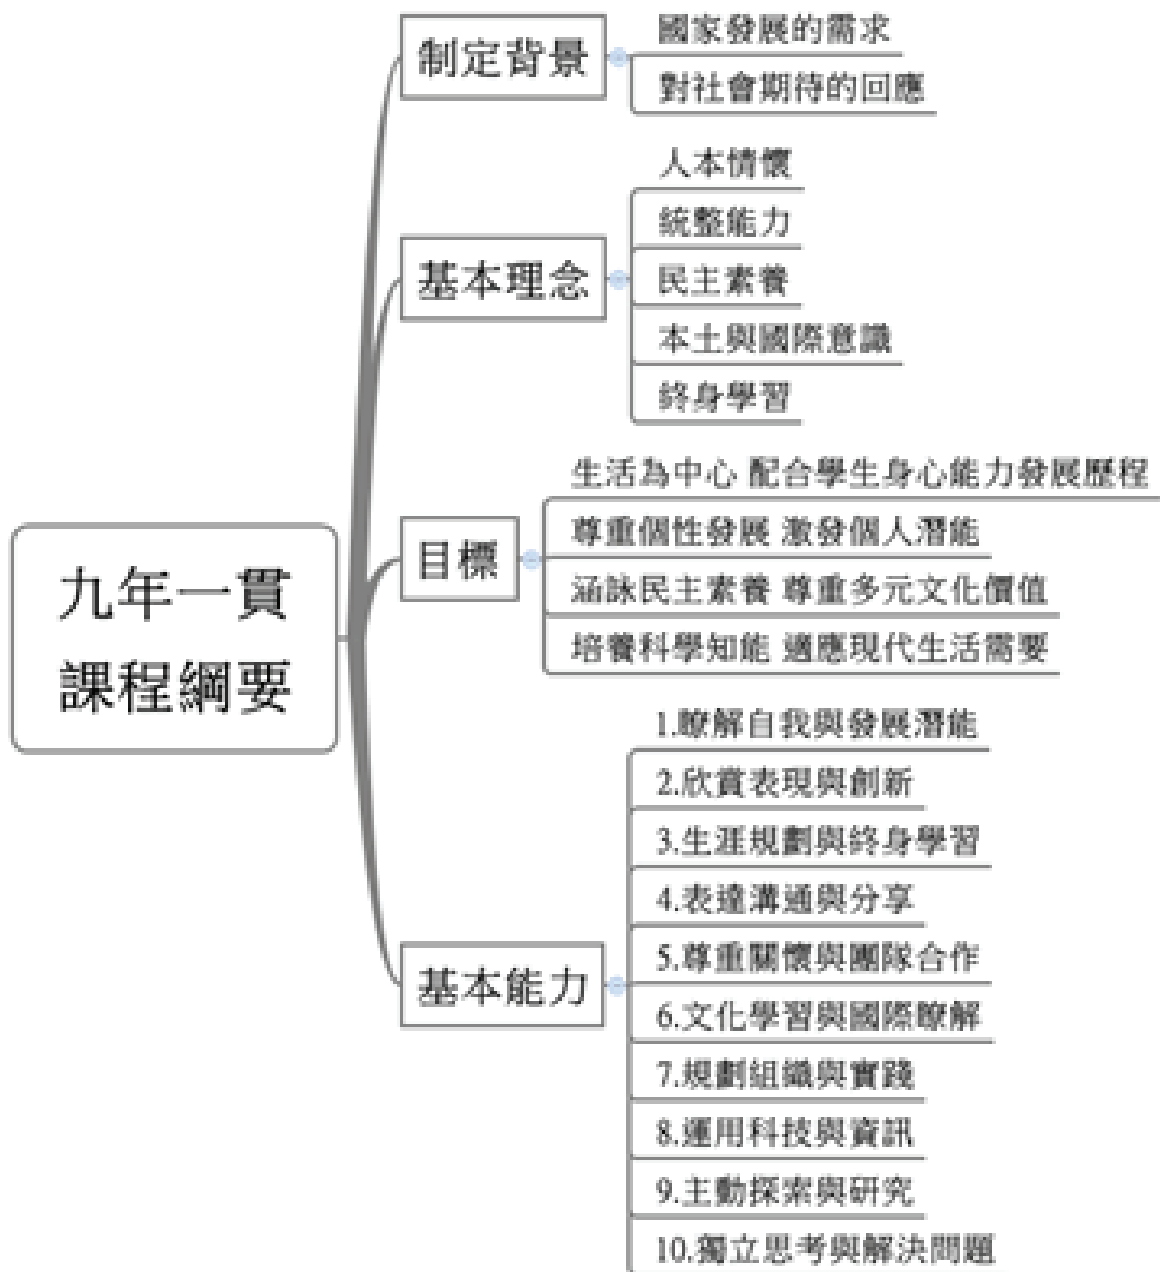 九年一貫
課程綱要
制定背景
國家發展的需求
對社會期待的回應
基本理念
人本情懷
統整能力
民主素養
本土與國際意識
終身學習
目標
生活為中心 配合學生身心能力發展歷程
尊重個性發展 激發個人潛能
涵詠民主素養 尊重多元文化價值
培養科學知能 適應現代生活需要
基本能力
1.瞭解自我與發展潛能
2.欣賞表現與創新
3.生涯規劃與終身學習
4.表達溝通與分享
5.尊重關懷與團隊合作
6.文化學習與國際瞭解
7.規劃組織與實踐
8.運用科技與資訊
9.主動探索與研究
10.獨立思考與解決問題